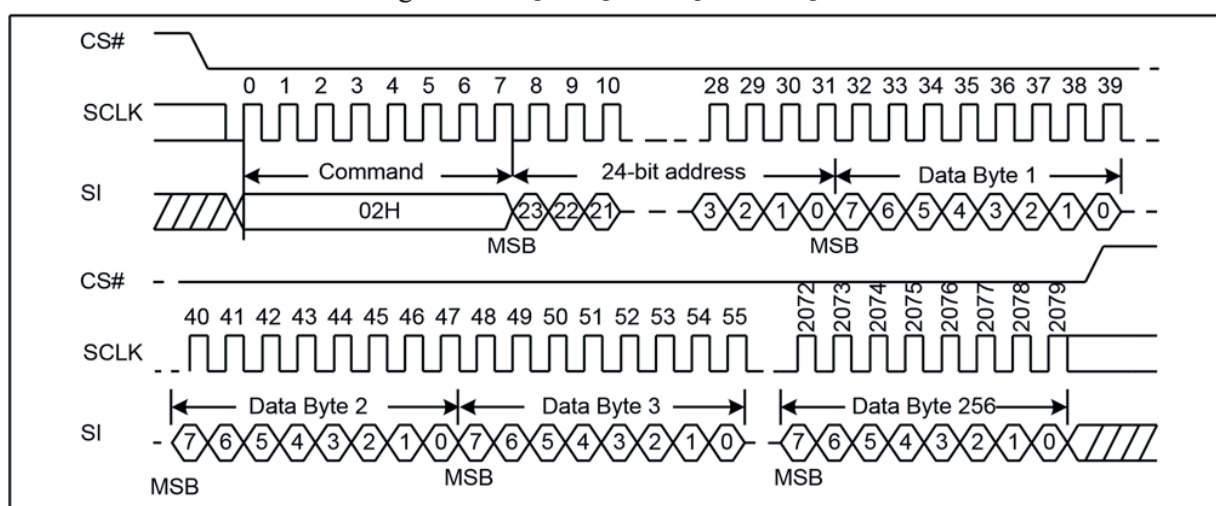 CS#
0 1 2 3 4 5 6 7 8 9 10 28 29 30 31 32 33 34 35 36 37 38 39
SCLK
Command 24-bit address Data Byte 1
SI
02H 23 22 21 3 2 1 0 7 6 5 4 3 2 1 0
MSB MSB
CS#
40 41 42 43 44 45 46 47 48 49 50 51 52 53 54 55 2072 2073 2074 2075 2076 2077 2078 2079
SCLK
Data Byte 2 Data Byte 3 Data Byte 256
SI
7 6 5 4 3 2 1 0 7 6 5 4 3 2 1 0 7 6 5 4 3 2 1 0
MSB MSB MSB